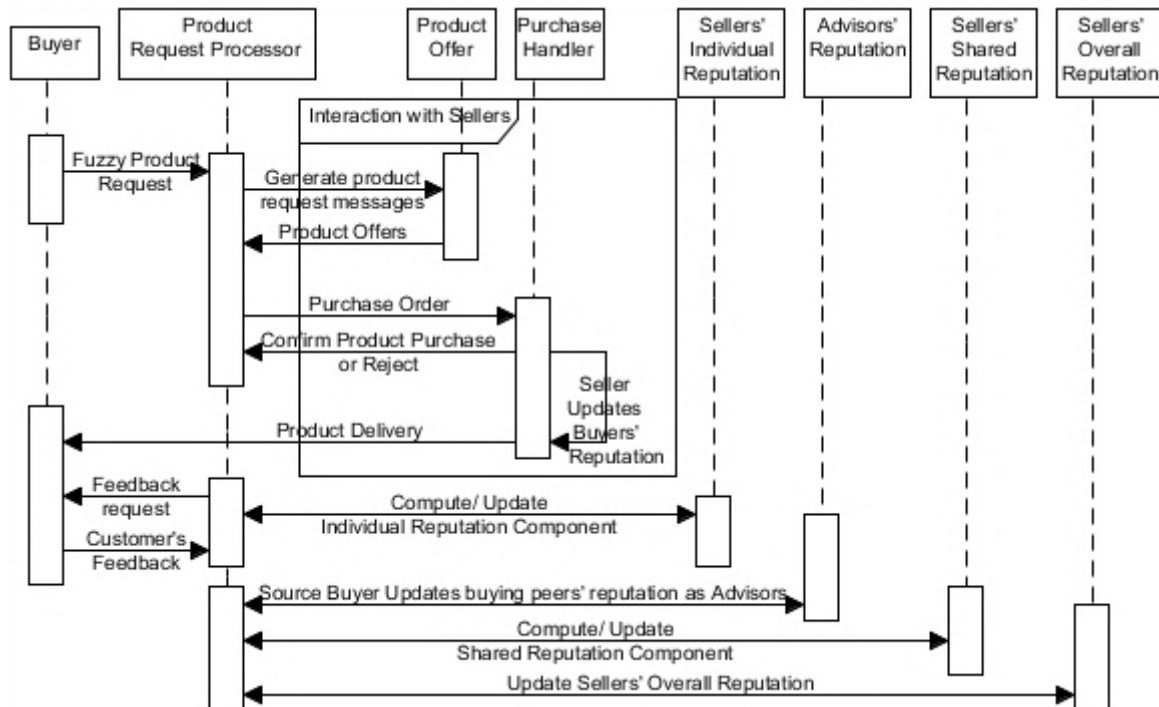 Buyer
Product
Request Processor
Product
Offer
Purchase
Handler
Sellers'
Individual
Reputation
Advisors'
Reputation
Sellers'
Shared
Reputation
Sellers'
Overall
Reputation
Interaction with Sellers
Fuzzy Product
Request
Generate product
request messages
Product Offers
Purchase Order
Confirm Product Purchase
or Reject
Seller
Updates
Buyers'
Reputation
Product Delivery
Feedback
request
Compute/ Update
Individual Reputation Component
Customer's
Feedback
Source Buyer Updates buying peers' reputation as Advisors
Compute/ Update
Shared Reputation Component
Update Sellers' Overall Reputation